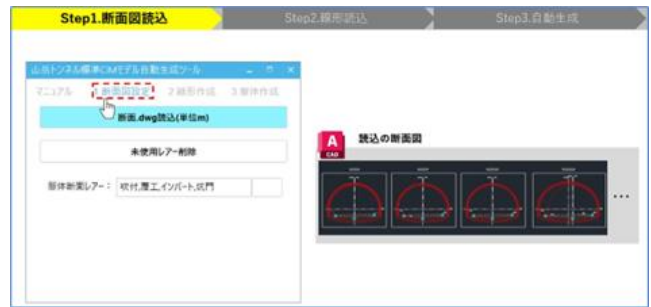 Step1.断面図読込
Step2.線形読込
Step3.自動生成
山岳トンネル標準CIMモデル自動生成ツール
マニュアル
1.断面図設定
2.線形作成
3.躯体作成
断面.dwg読込(単位m)
未使用レアー削除
躯体断面レアー：
吹付,覆工,インバート,坑門
A
CAD
読込の断面図
…